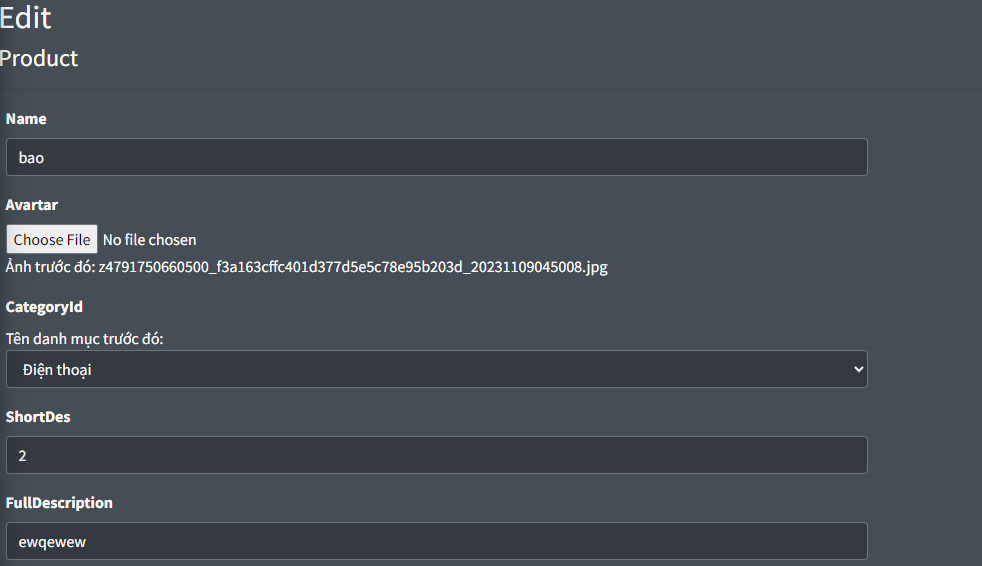 Edit
Product
Name
bao
Avartar
Choose File No file chosen
Ảnh trước đó: z4791750660500_f3a163cffc401d377d5e5c78e95b203d_20231109045008.jpg
CategoryId
Tên danh mục trước đó:
Điện thoại
ShortDes
2
FullDescription
ewqewew